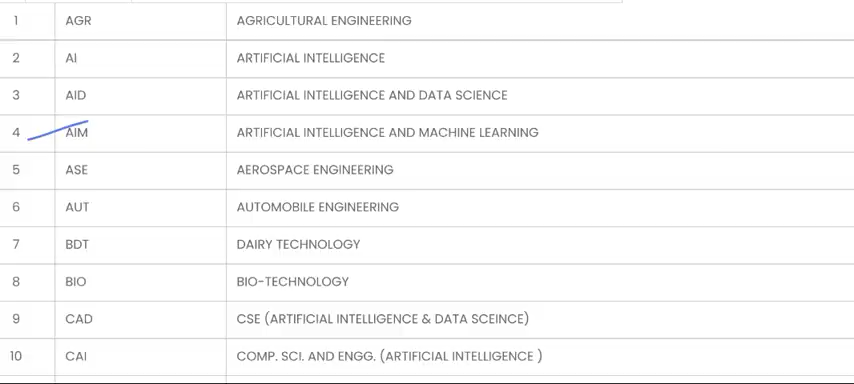 1 AGR AGRICULTURAL ENGINEERING
2 AI ARTIFICIAL INTELLIGENCE
3 AID ARTIFICIAL INTELLIGENCE AND DATA SCIENCE
4 AIM ARTIFICIAL INTELLIGENCE AND MACHINE LEARNING
5 ASE AEROSPACE ENGINEERING
6 AUT AUTOMOBILE ENGINEERING
7 BDT DAIRY TECHNOLOGY
8 BIO BIO-TECHNOLOGY
9 CAD CSE (ARTIFICIAL INTELLIGENCE & DATA SCEINCE)
10 CAI COMP. SCI. AND ENGG. (ARTIFICIAL INTELLIGENCE )